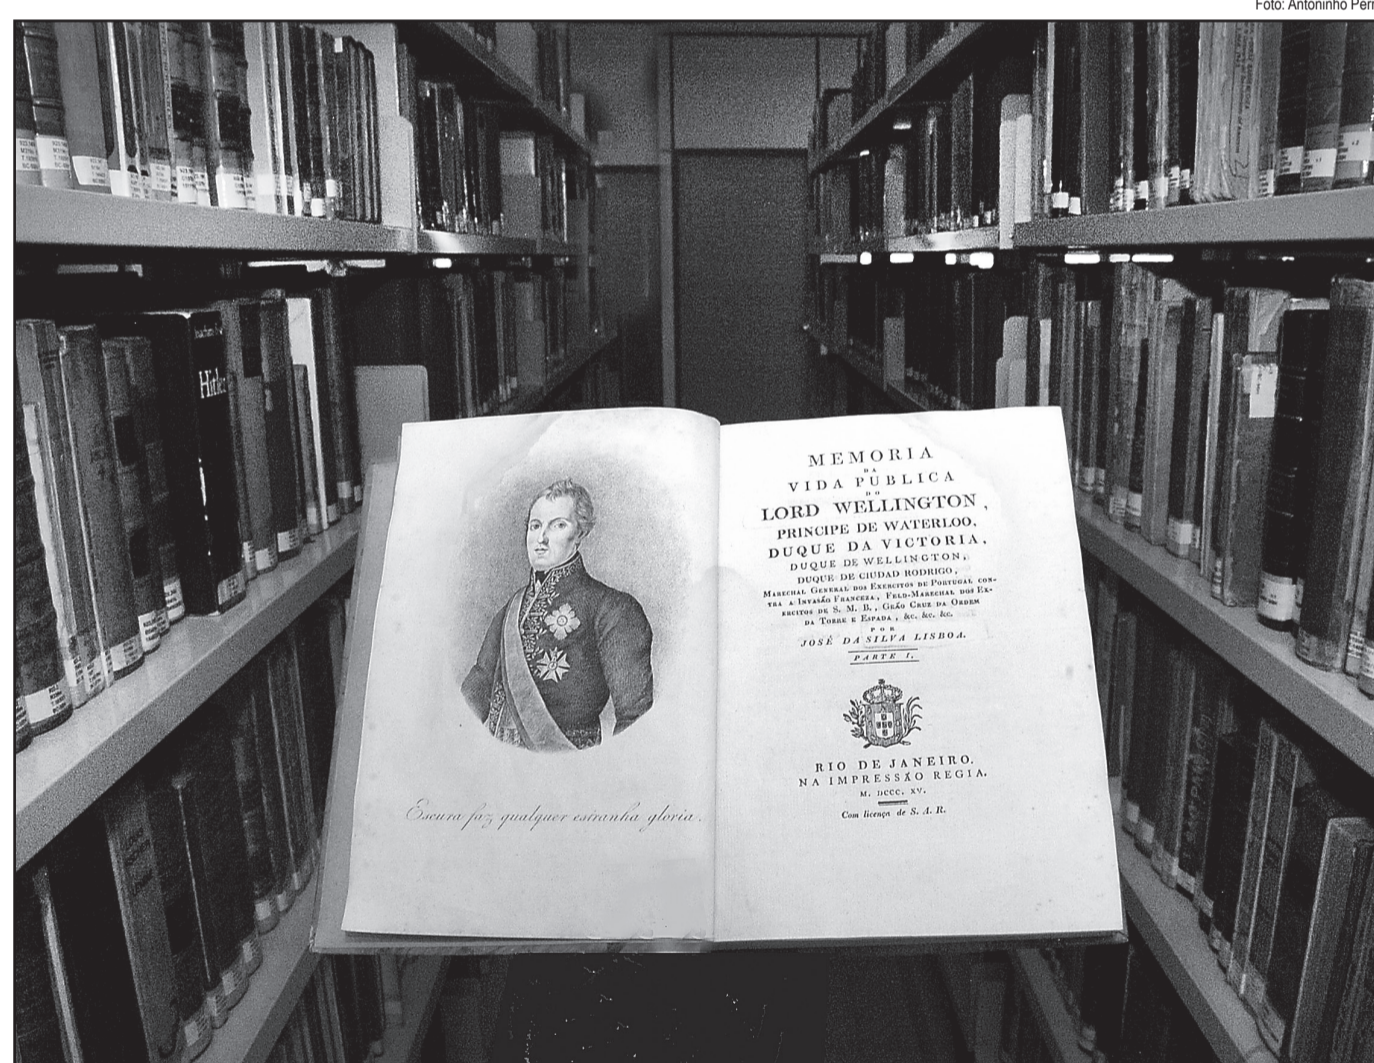 Foto: Antoninho Perr
Hitler
MEMORIA
DA
VIDA PUBLICA
DO
LORD WELLINGTON,
PRINCIPE DE WATERLOO,
DUQUE DA VICTORIA,
DUQUE DE WELLINGTON,
DUQUE DE CIUDAD RODRIGO,
MARECHAL GENERAL DOS EXERCITOS DE PORTUGAL CON-
TRA A INVASÃO FRANCEZA, FELD-MARECHAL DOS EX-
ERCITOS DE S. M. B., GRÃO CRUZ DA ORDEM
DA TORRE E ESPADA, &c. &c. &c.
POR
JOSÉ DA SILVA LISBOA.
PARTE I.
RIO DE JANEIRO.
NA IMPRESSÃO REGIA.
M. DCCC. XV.
Com licença de S. A. R.
Escura faz qualquer estranha glória.